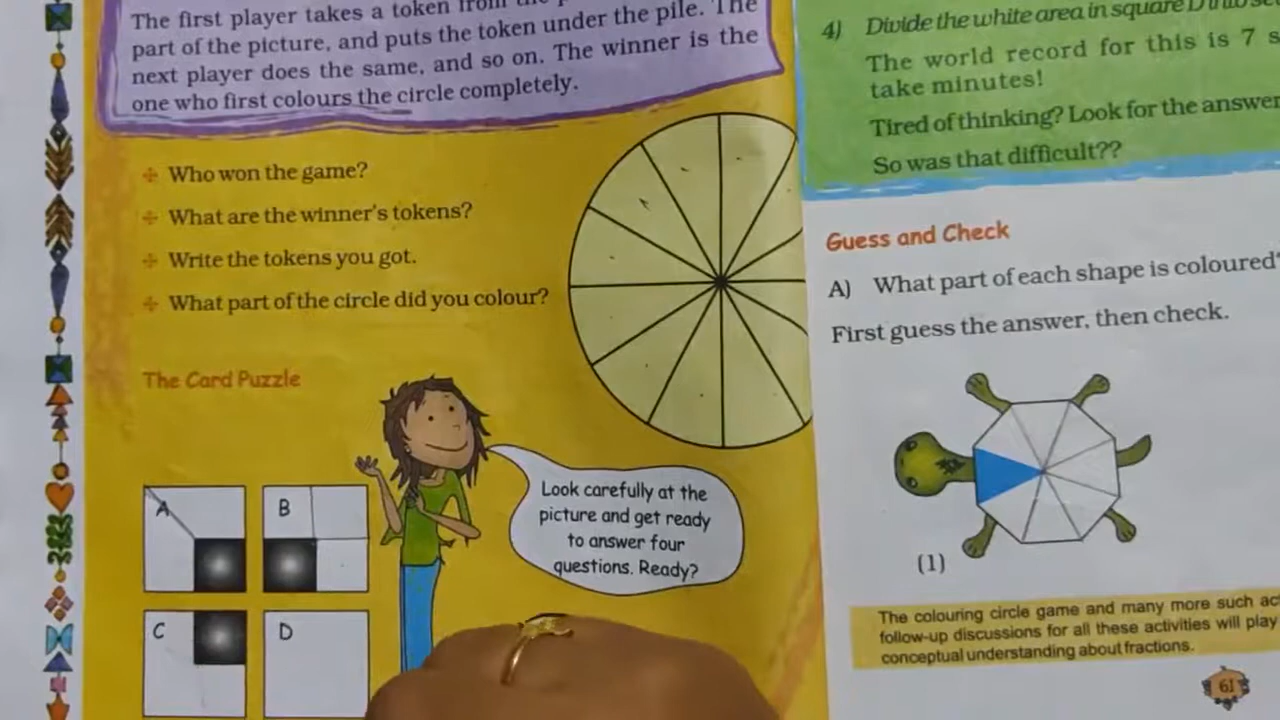 The first player takes a token from the
part of the picture, and puts the token under the pile. The
next player does the same, and so on. The winner is the
one who first colours the circle completely.
Who won the game?
What are the winner's tokens?
Write the tokens you got.
What part of the circle did you colour?
The Card Puzzle
A
B
C
D
Look carefully at the
picture and get ready
to answer four
questions. Ready?
4) Divide the white area in square D
The world record for this is 7
take minutes!
Tired of thinking? Look for the answer
So was that difficult??
Guess and Check
A) What part of each shape is coloured?
First guess the answer, then check.
(1)
The colouring circle game and many more such
follow-up discussions for all these activities will play
conceptual understanding about fractions.
61